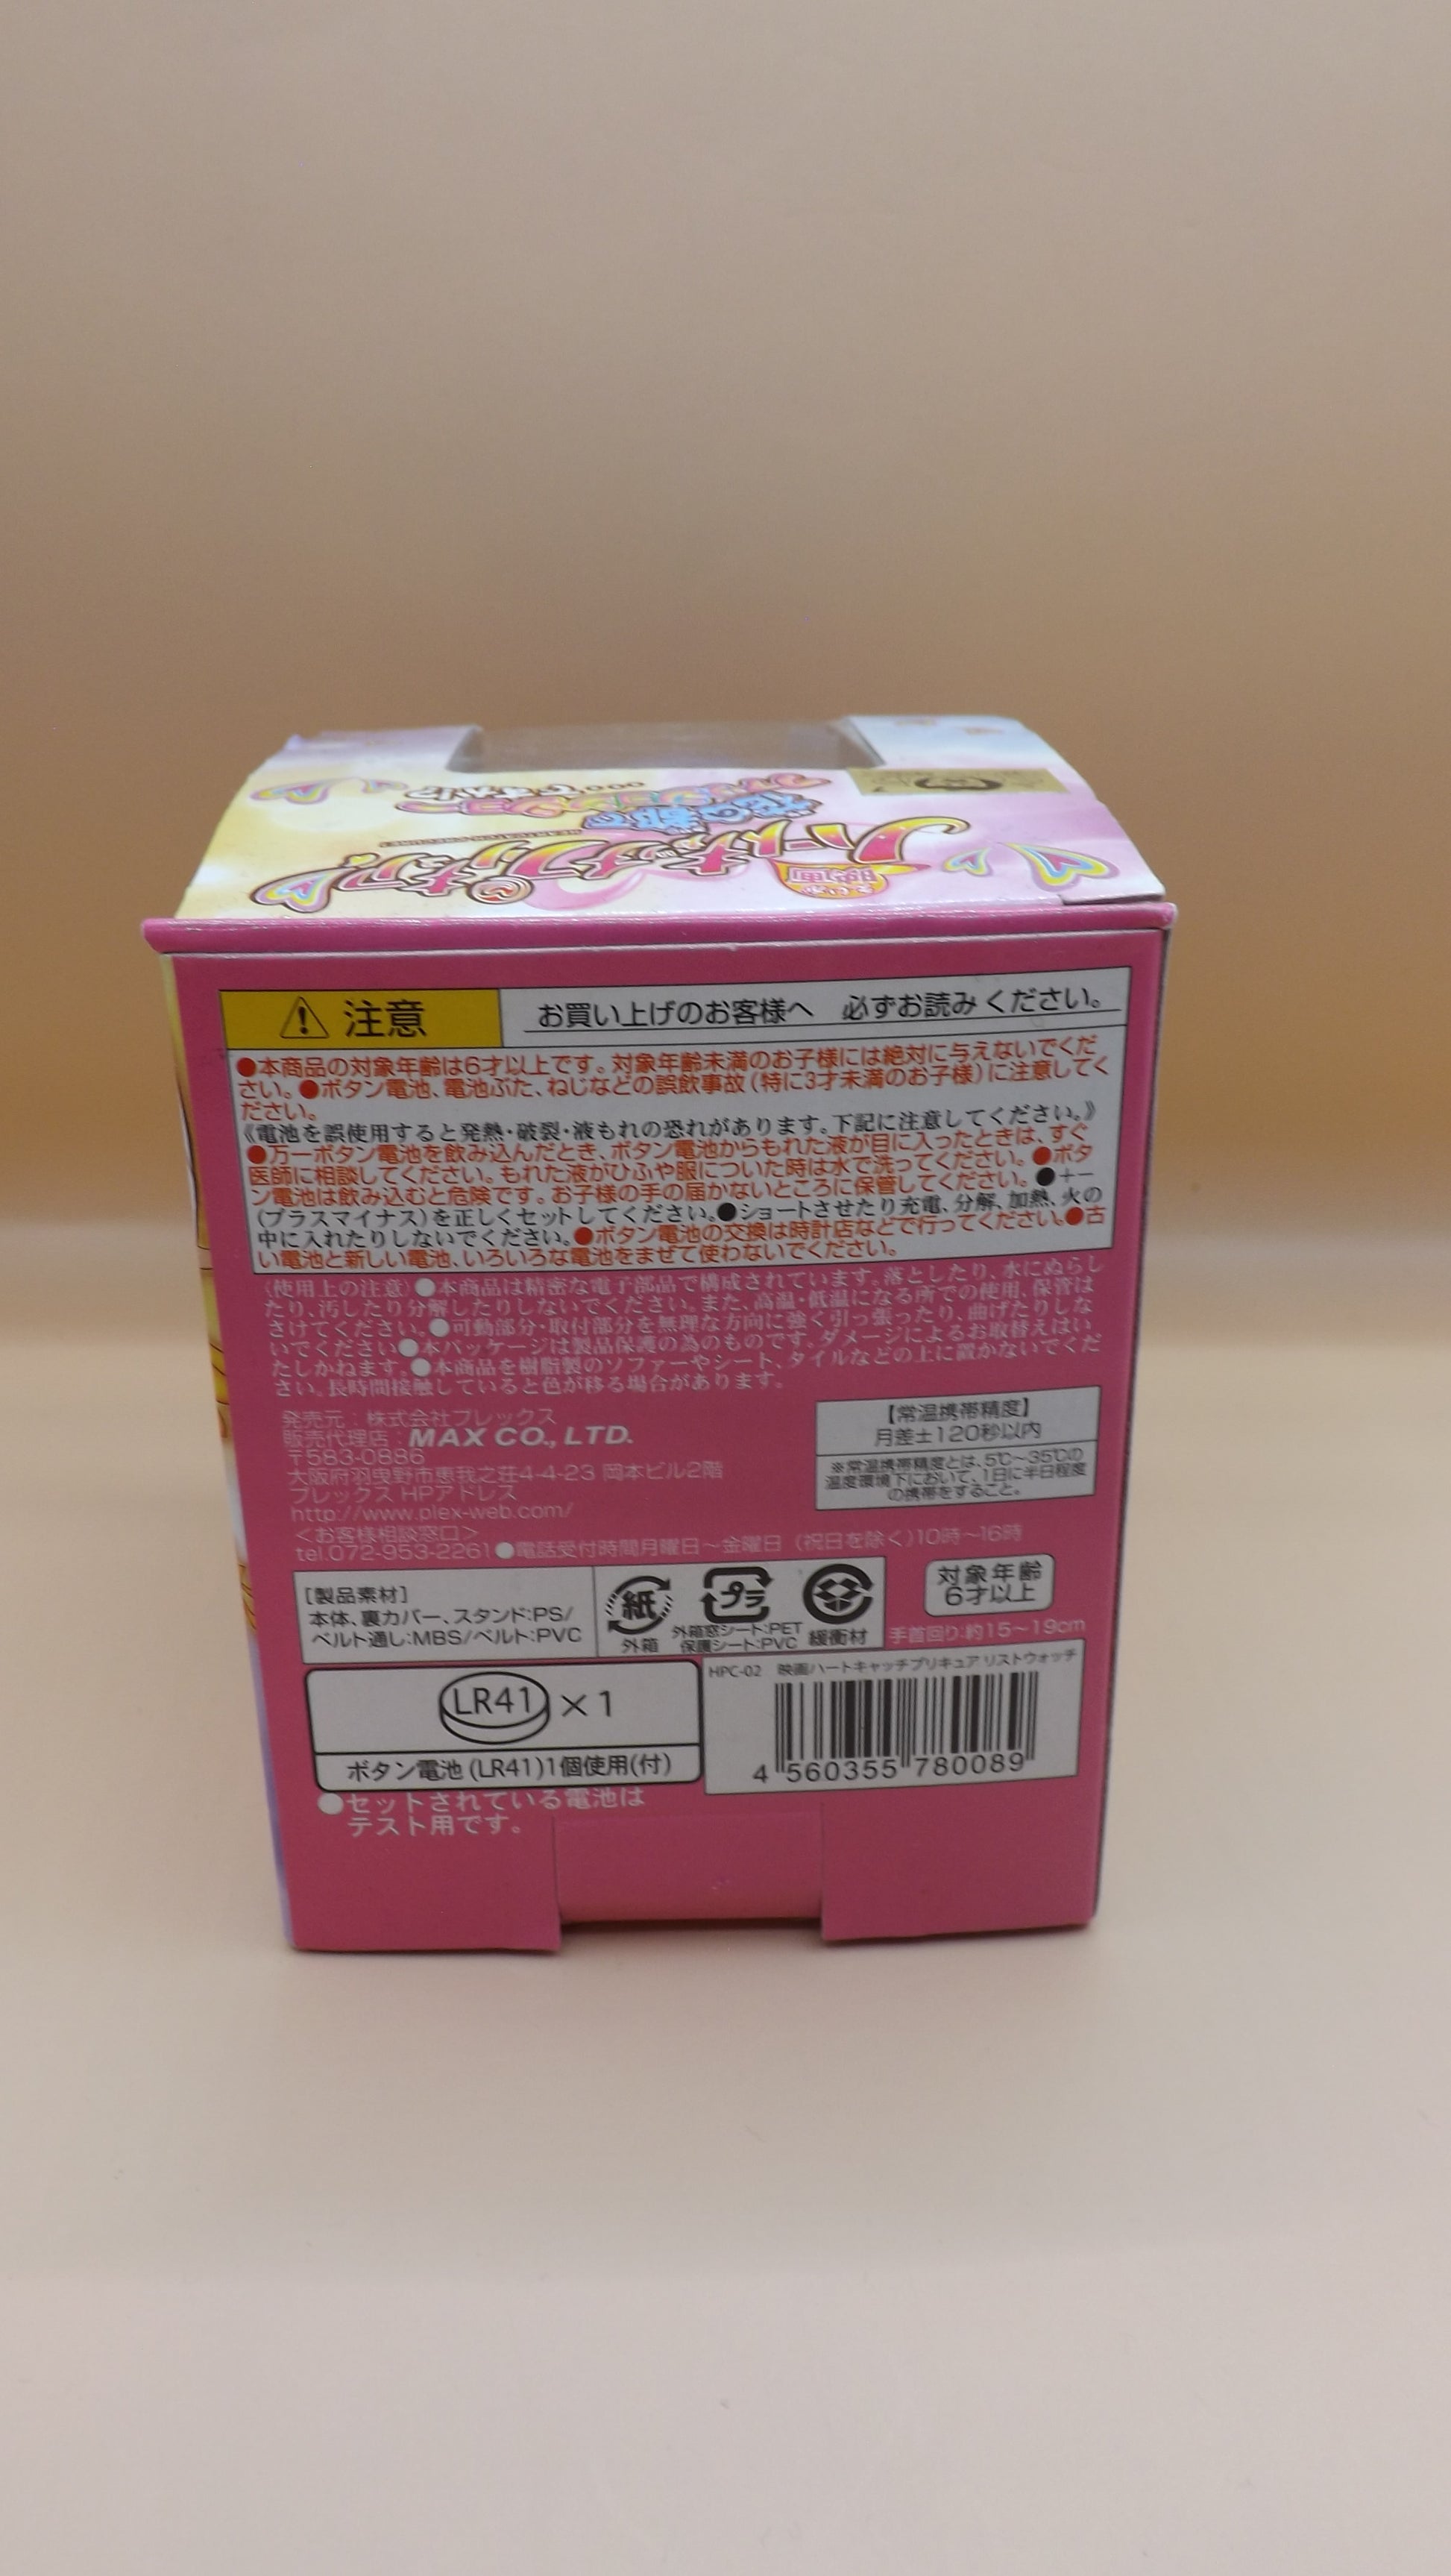 ハートキャッチプリキュア!
えいが
映画
花の都で
ファッションショー
⚠ 注意
お買い上げのお客様へ 必ずお読みください。
●本商品の対象年齢は6才以上です。対象年齢未満のお子様には絶対に与えないでくだ
さい。●ボタン電池、電池ぶた、ねじなどの誤飲事故(特に3才未満のお子様)に注意してく
ださい。
《電池を誤使用すると発熱・破裂・液もれの恐れがあります。下記に注意してください。》
●万一ボタン電池を飲み込んだとき、ボタン電池からもれた液が目に入ったときは、すぐ
医師に相談してください。もれた液がひふや服についた時は水で洗ってください。●ボタ
ン電池は飲み込むと危険です。お子様の手の届かないところに保管してください。●+−
(プラスマイナス)を正しくセットしてください。●ショートさせたり充電、分解、加熱、火の
中に入れたりしないでください。●ボタン電池の交換は時計店などで行ってください。●古
い電池と新しい電池、いろいろな電池をまぜて使わないでください。
〈使用上の注意〉●本商品は精密な電子部品で構成されています。落としたり、水にぬらし
たり、汚したり分解したりしないでください。また、高温・低温になる所での使用、保管は
さけてください。●可動部分・取付部分を無理な方向に強く引っ張ったり、曲げたりしな
いでください●本パッケージは製品保護の為のものです。ダメージによるお取替えはい
たしかねます。●本商品を樹脂製のソファーやシート、タイルなどの上に置かないでくだ
さい。長時間接触していると色が移る場合があります。
発売元:株式会社プレックス
販売代理店:MAX CO., LTD.
〒583-0886
大阪府羽曳野市恵我之荘4-4-23 岡本ビル2階
プレックス HPアドレス
http://www.plex-web.com/
<お客様相談窓口>
tel.072-953-2261●電話受付時間月曜日〜金曜日(祝日を除く)10時〜16時
【常温携帯精度】
月差±120秒以内
※常温携帯精度とは、5℃〜35℃の
温度環境下において、1日に半日程度
の携帯をすること。
[製品素材]
本体、裏カバー、スタンド:PS/
ベルト通し:MBS/ベルト:PVC
紙
外箱
プラ
外箱窓シート:PET
保護シート:PVC
緩衝材
対象年齢
6才以上
手首回り:約15〜19cm
LR41 ×1
ボタン電池(LR41)1個使用(付)
●セットされている電池は
テスト用です。
HPC-02 映画ハートキャッチプリキュア リストウォッチ
4 560355 780089